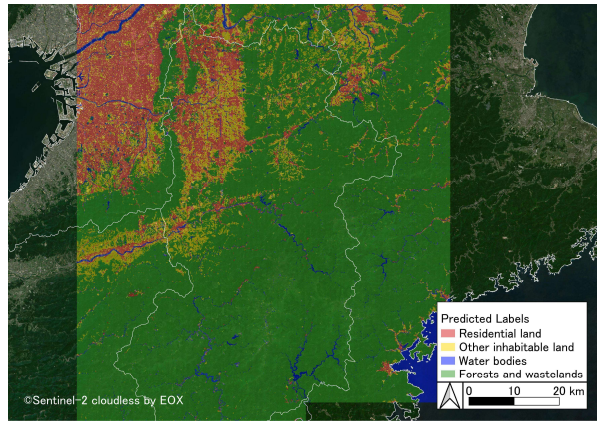 Predicted Labels
Residential land
Other inhabitable land
Water bodies
Forests and wastelands
0 10 20 km
©Sentinel-2 cloudless by EOX